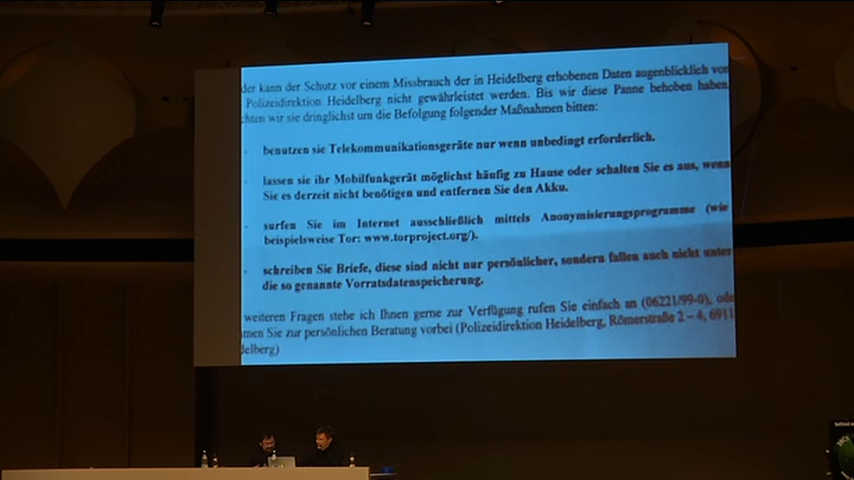 der kann der Schutz vor einem Missbrauch der in Heidelberg erhobenen Daten augenblicklich von
Polizeidirektion Heidelberg nicht gewährleistet werden. Bis wir diese Panne behoben haben,
chten wir sie dringlichst um die Befolgung folgender Maßnahmen bitten:
- benutzen sie Telekommunikationsgeräte nur wenn unbedingt erforderlich.
- lassen sie ihr Mobilfunkgerät möglichst häufig zu Hause oder schalten Sie es aus, wenn
Sie es derzeit nicht benötigen und entfernen Sie den Akku.
- surfen Sie im Internet ausschließlich mittels Anonymisierungsprogramme (wie
beispielsweise Tor: www.torproject.org/).
- schreiben Sie Briefe, diese sind nicht nur persönlicher, sondern fallen auch nicht unter
die so genannte Vorratsdatenspeicherung.
weiteren Fragen stehe ich Ihnen gerne zur Verfügung rufen Sie einfach an (06221/99-0), ode
men Sie zur persönlichen Beratung vorbei (Polizeidirektion Heidelberg, Römerstraße 2 – 4, 6911
delberg)